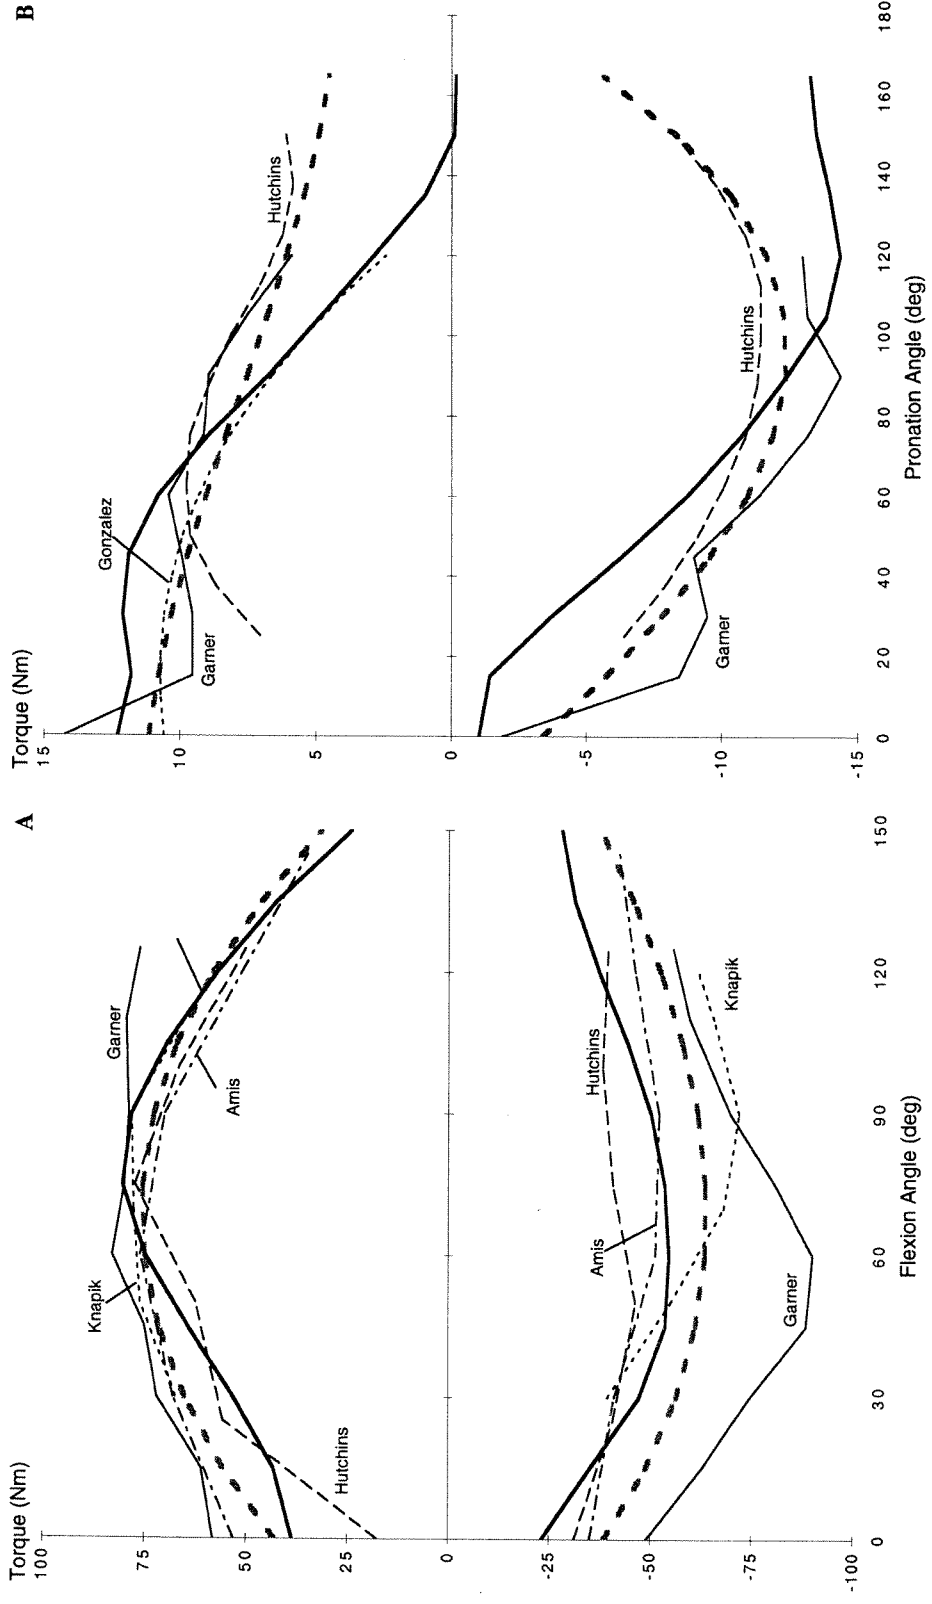 A
Torque (Nm)
100
75
50
25
0
-25
-50
-75
-100
0
30
60
90
120
150
Flexion Angle (deg)
Knapik
Garner
Amis
Hutchins
Hutchins
Amis
Knapik
Garner
B
Torque (Nm)
15
10
5
0
-5
-10
-15
0
20
40
60
80
100
120
140
160
180
Pronation Angle (deg)
Gonzalez
Garner
Hutchins
Hutchins
Garner